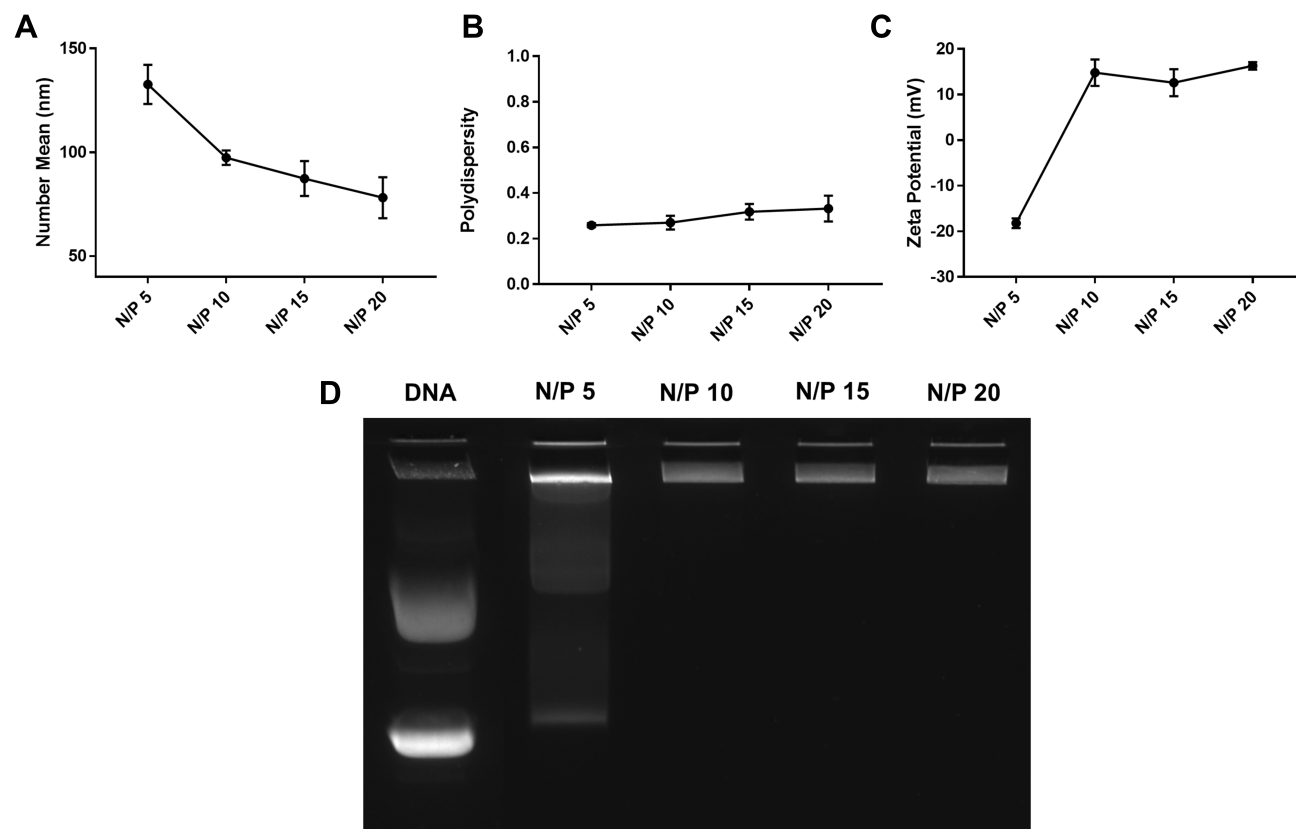 A
Number Mean (nm)
150
100
50
N/P 5
N/P 10
N/P 15
N/P 20
B
Polydispersity
1.0
0.8
0.6
0.4
0.2
0.0
N/P 5
N/P 10
N/P 15
N/P 20
C
Zeta Potential (mV)
20
10
0
-10
-20
-30
N/P 5
N/P 10
N/P 15
N/P 20
D
DNA
N/P 5
N/P 10
N/P 15
N/P 20